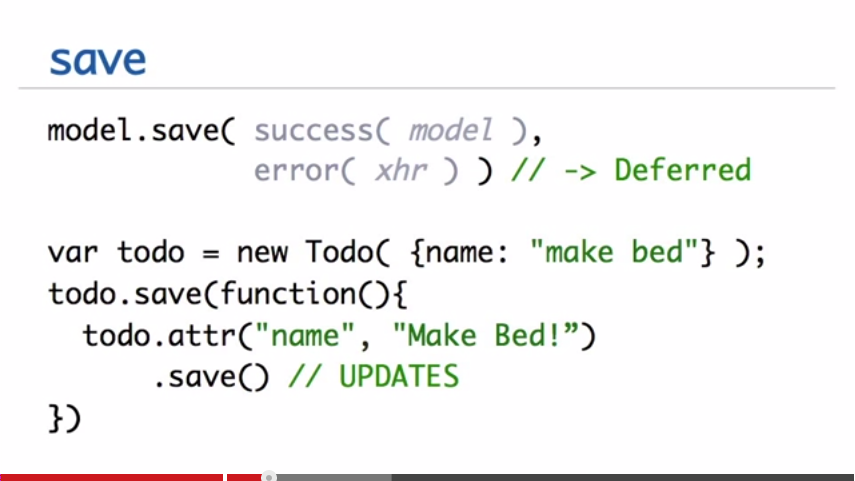 save
model.save( success( model ),
error( xhr ) ) // -> Deferred
var todo = new Todo( {name: "make bed"} );
todo.save(function(){
todo.attr("name", "Make Bed!”)
.save() // UPDATES
})